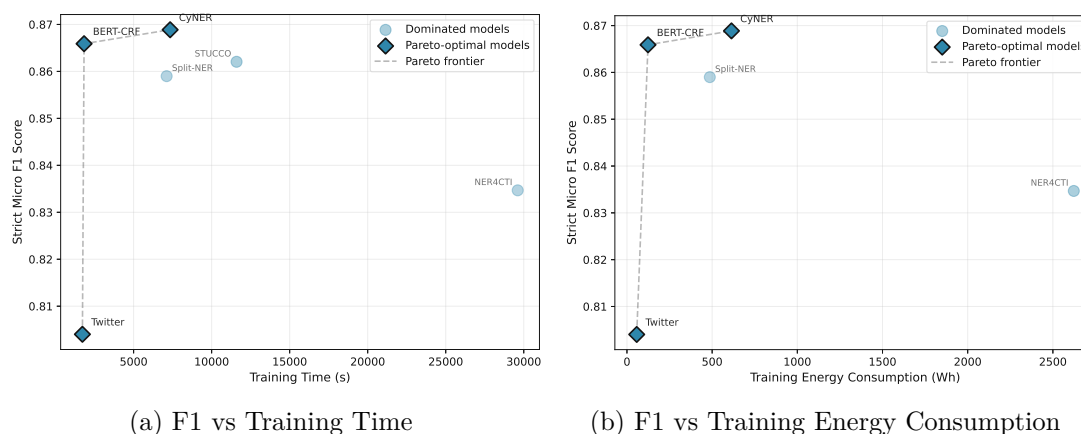 0.87
0.86
0.85
0.84
0.83
0.82
0.81
Strict Micro F1 Score
BERT-CRF
CyNER
STUCCO
Split-NER
NER4CTI
Twitter
Dominated models
Pareto-optimal models
Pareto frontier
5000 10000 15000 20000 25000 30000
Training Time (s)
(a) F1 vs Training Time
0.87
0.86
0.85
0.84
0.83
0.82
0.81
Strict Micro F1 Score
BERT-CRF
CyNER
Split-NER
NER4CTI
Twitter
Dominated models
Pareto-optimal models
Pareto frontier
0 500 1000 1500 2000 2500
Training Energy Consumption (Wh)
(b) F1 vs Training Energy Consumption